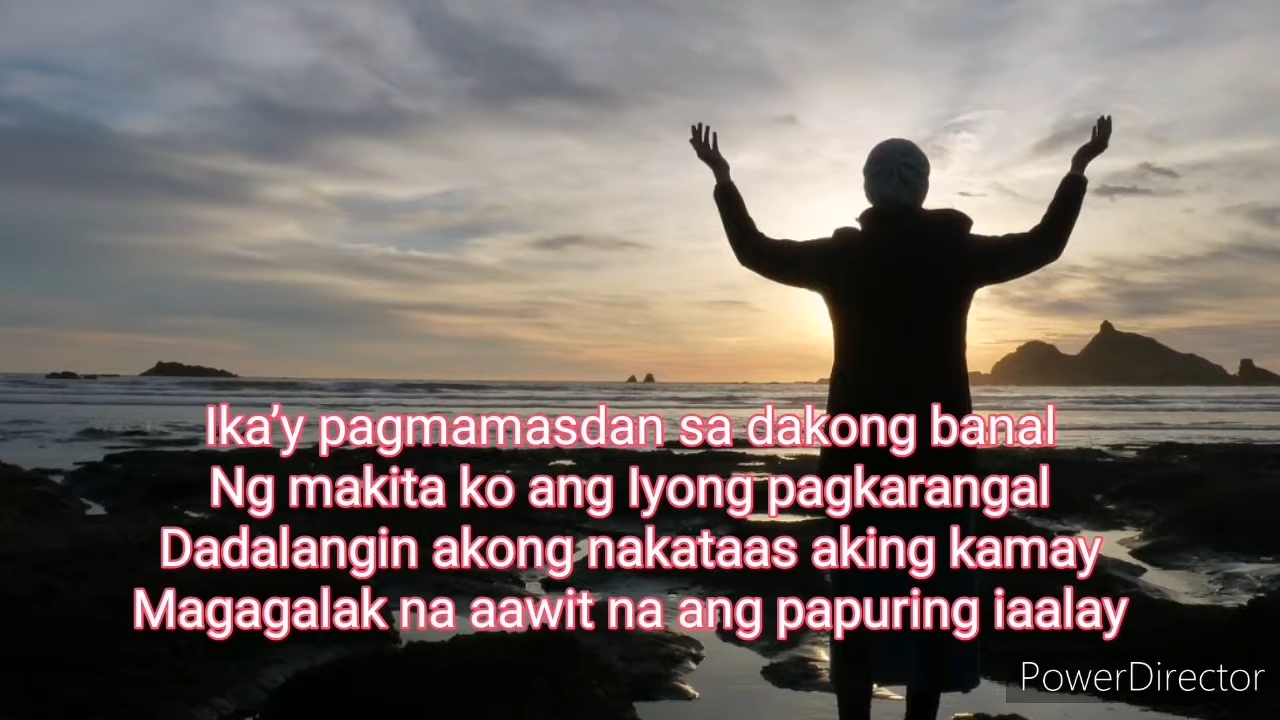 Ika’y pagmamasdan sa dakong banal
Ng makita ko ang Iyong pagkarangal
Dadalangin akong nakataas aking kamay
Magagalak na aawit na ang papuring iaalay
PowerDirector